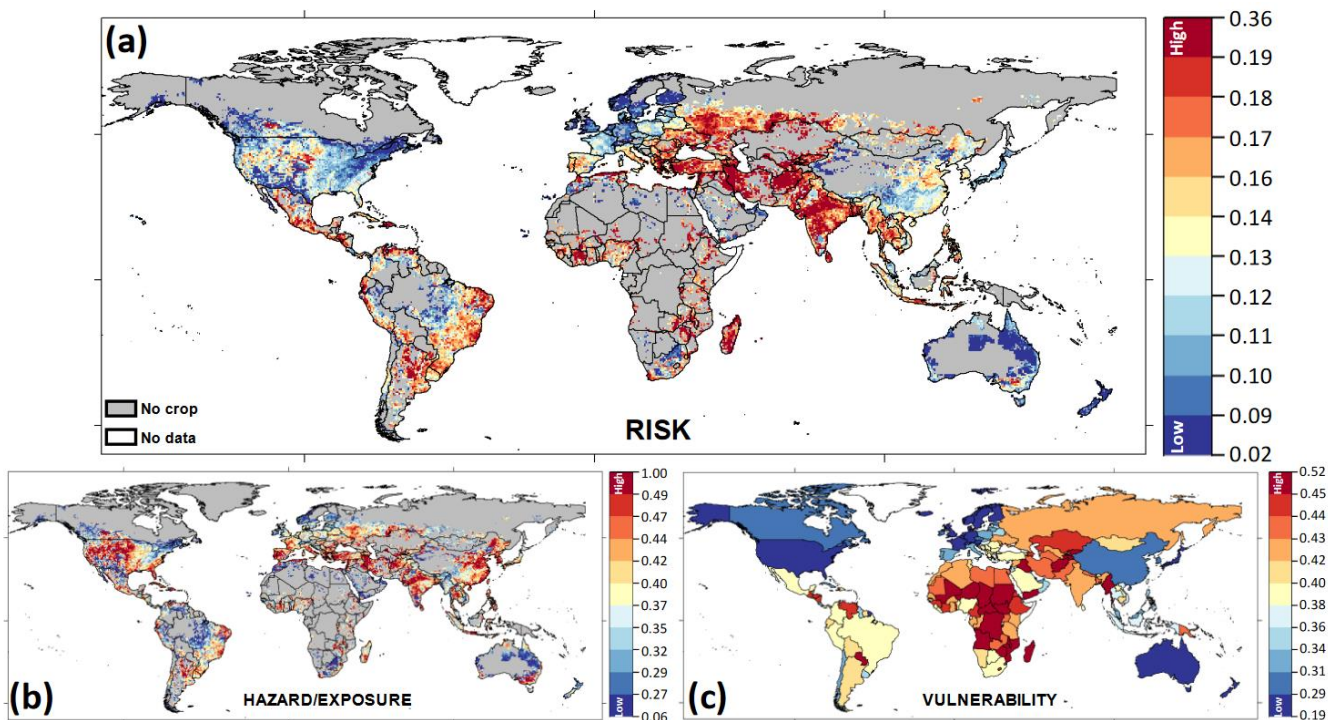 (a)
High
0.36
0.19
0.18
0.17
0.16
0.14
0.13
0.12
0.11
0.10
0.09
0.02
Low
No crop
No data
RISK
(b)
HAZARD/EXPOSURE
High
1.00
0.49
0.47
0.44
0.42
0.40
0.37
0.35
0.32
0.29
0.27
0.06
Low
(c)
VULNERABILITY
High
0.52
0.45
0.44
0.43
0.42
0.40
0.36
0.34
0.31
0.29
0.19
Low